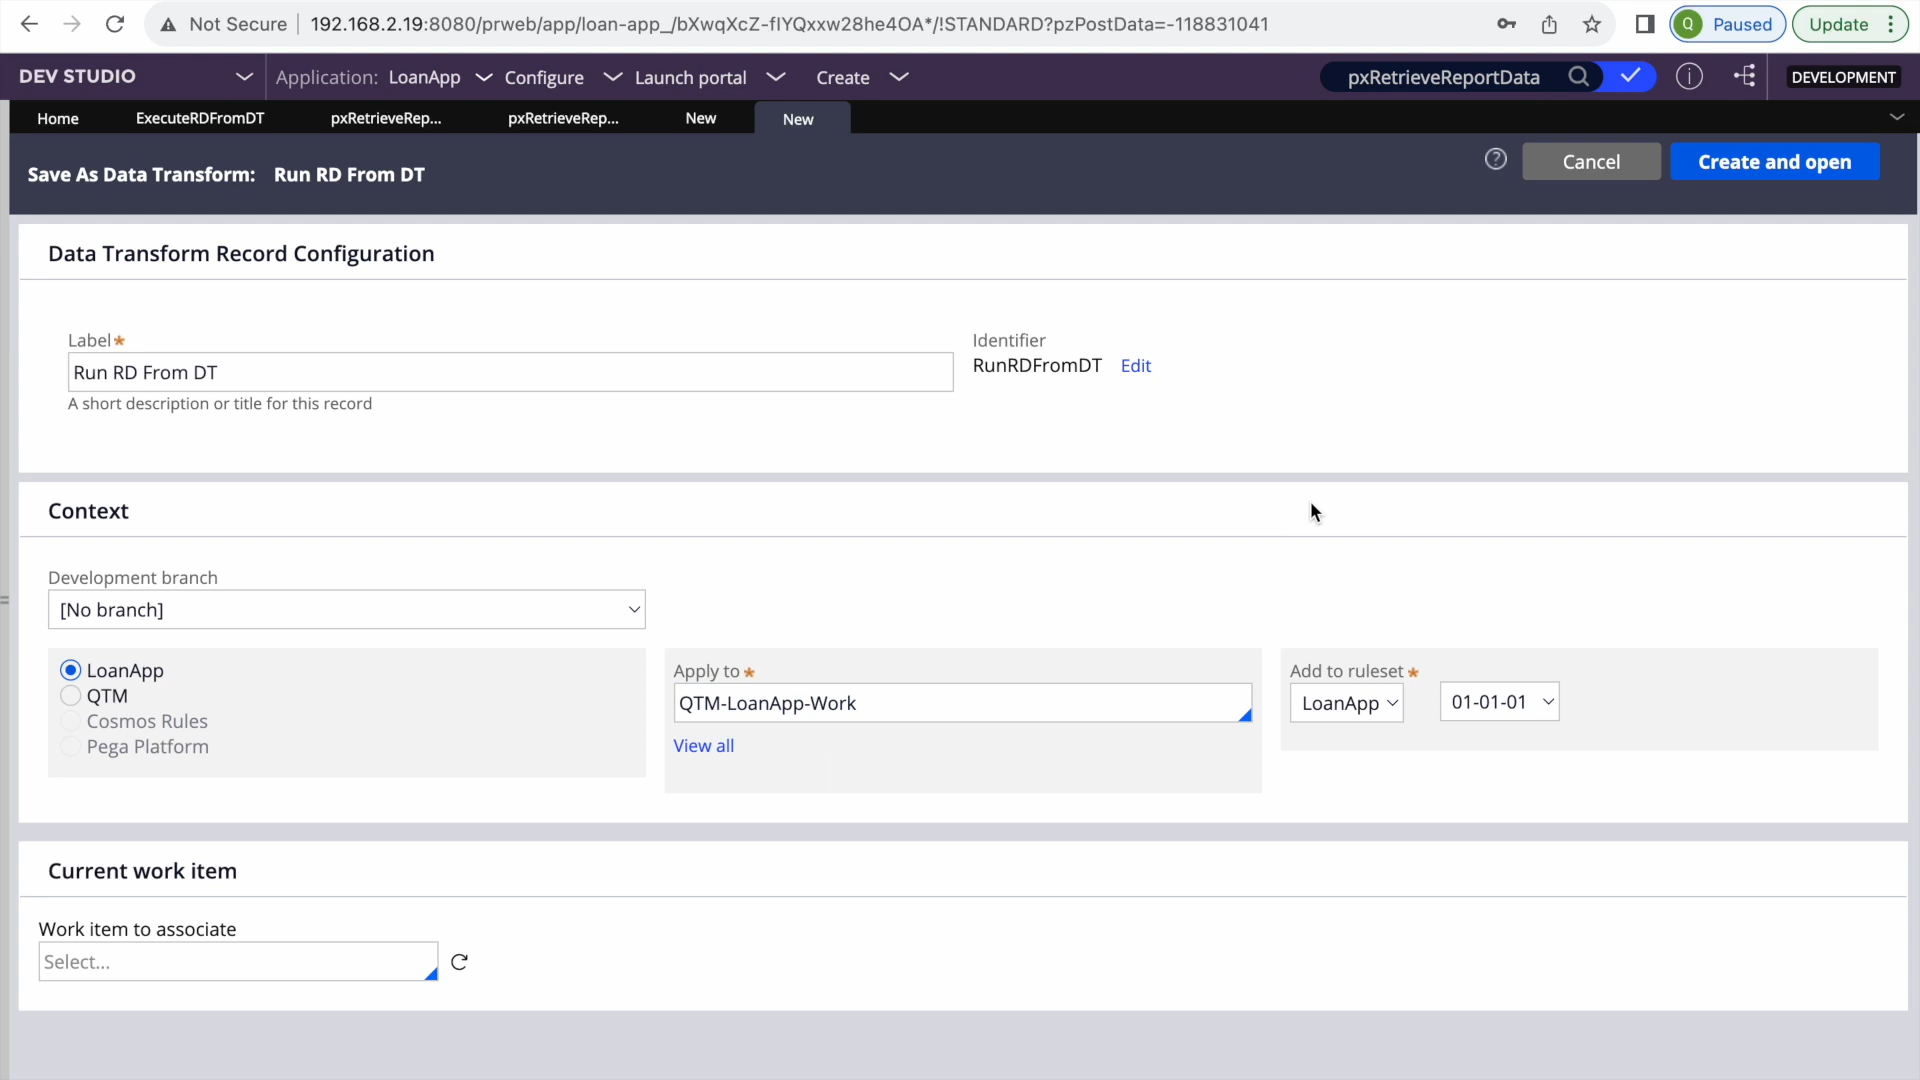 Not Secure
192.168.2.19:8080/prweb/app/loan-app_/bXwqXcZ-fIYQxxw28he4OA*/!STANDARD?pzPostData=-118831041
Q Paused
Update
DEV STUDIO
Application: LoanApp
Configure
Launch portal
Create
pxRetrieveReportData
DEVELOPMENT
Home
ExecuteRDFromDT
pxRetrieveRep...
pxRetrieveRep...
New
New
Save As Data Transform: Run RD From DT
Cancel
Create and open
Data Transform Record Configuration
Label*
Identifier
Run RD From DT
RunRDFromDT Edit
A short description or title for this record
Context
Development branch
[No branch]
LoanApp
QTM
Cosmos Rules
Pega Platform
Apply to*
QTM-LoanApp-Work
View all
Add to ruleset*
LoanApp
01-01-01
Current work item
Work item to associate
Select...